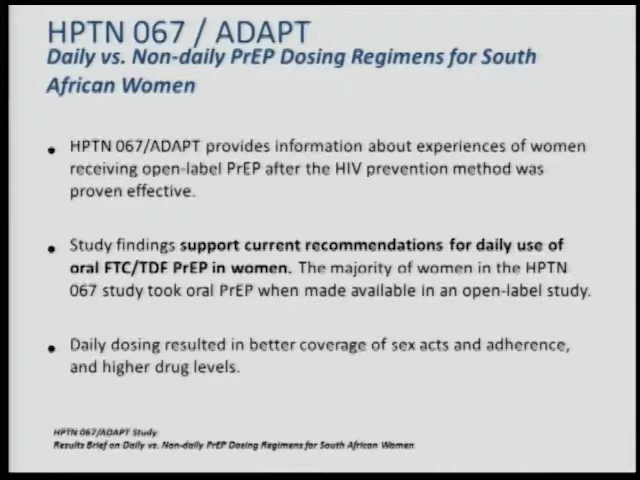 HPTN 067 / ADAPT
Daily vs. Non-daily PrEP Dosing Regimens for South
African Women
• HPTN 067/ADAPT provides information about experiences of women
receiving open-label PrEP after the HIV prevention method was
proven effective.
• Study findings support current recommendations for daily use of
oral FTC/TDF PrEP in women. The majority of women in the HPTN
067 study took oral PrEP when made available in an open-label study.
• Daily dosing resulted in better coverage of sex acts and adherence,
and higher drug levels.
HPTN 067/ADAPT Study
Results Brief on Daily vs. Non-daily PrEP Dosing Regimens for South African Women